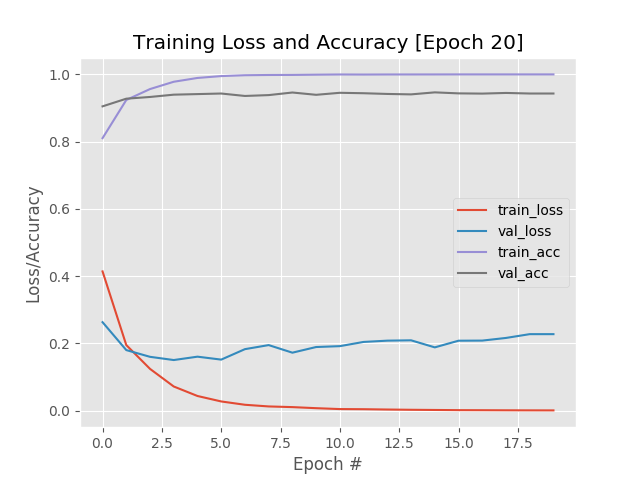 Training Loss and Accuracy [Epoch 20]
1.0
0.8
0.6
0.4
0.2
0.0
Loss/Accuracy
train_loss
val_loss
train_acc
val_acc
0.0 2.5 5.0 7.5 10.0 12.5 15.0 17.5
Epoch #